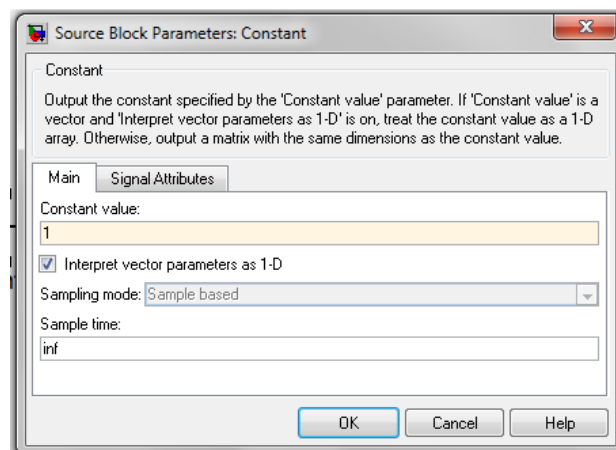 Source Block Parameters: Constant
Constant
Output the constant specified by the 'Constant value' parameter. If 'Constant value' is a
vector and 'Interpret vector parameters as 1-D' is on, treat the constant value as a 1-D
array. Otherwise, output a matrix with the same dimensions as the constant value.
Main Signal Attributes
Constant value:
1
Interpret vector parameters as 1-D
Sampling mode: Sample based
Sample time:
inf
OK Cancel Help